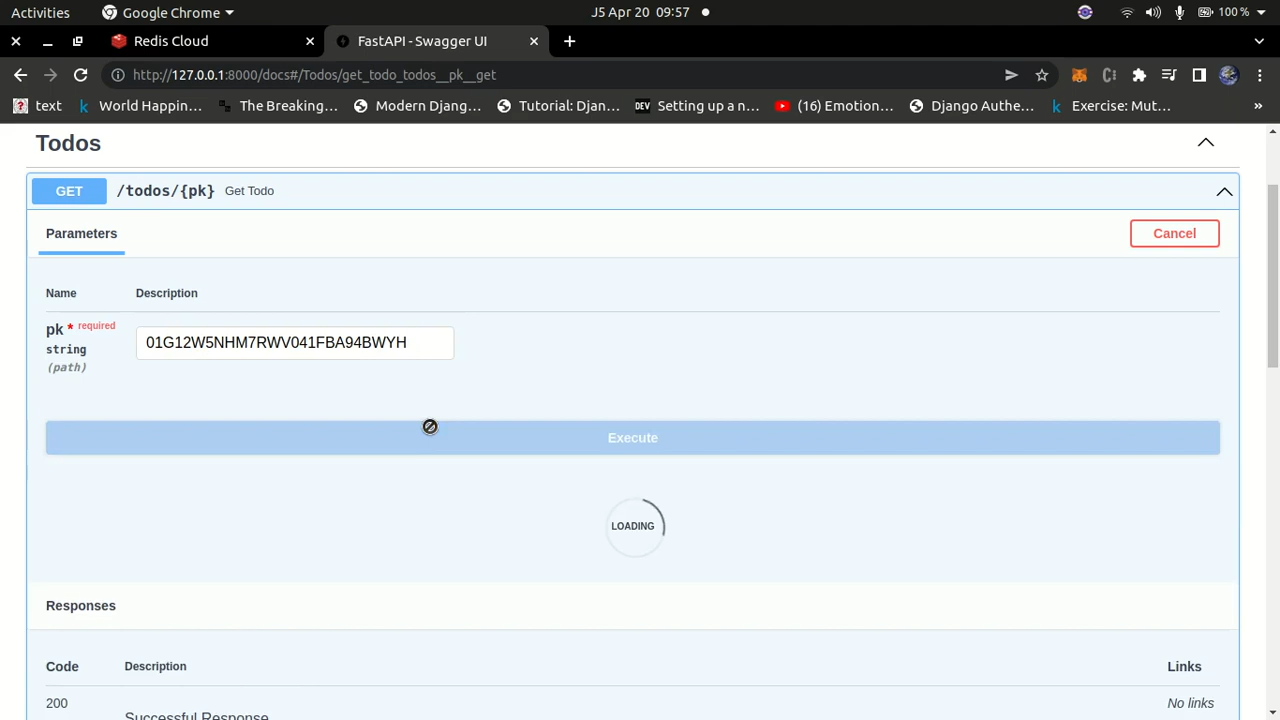 Activities Google Chrome J5 Apr 20 09:57 100 %
Redis Cloud FastAPI - Swagger UI
http://127.0.0.1:8000/docs#/Todos/get_todo_todos__pk__get
text World Happin... The Breaking... Modern Djang... Tutorial: Djan... DEV Setting up a n... (16) Emotion... Django Authe... Exercise: Mut... »
Todos
GET /todos/{pk} Get Todo
Parameters Cancel
Name Description
pk * required 01G12W5NHM7RWV041FBA94BWYH
string
(path)
Execute
LOADING
Responses
Code Description Links
200 No links
Successful Response